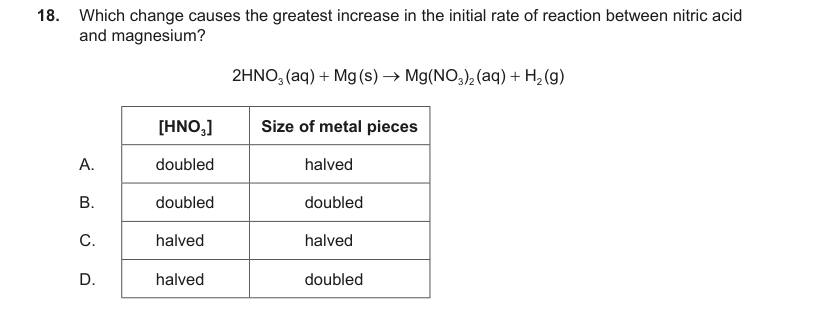 18. Which change causes the greatest increase in the initial rate of reaction between nitric acid
and magnesium?
2HNO₃(aq) + Mg(s) → Mg(NO₃)₂(aq) + H₂(g)
[HNO₃] Size of metal pieces
A. doubled halved
B. doubled doubled
C. halved halved
D. halved doubled